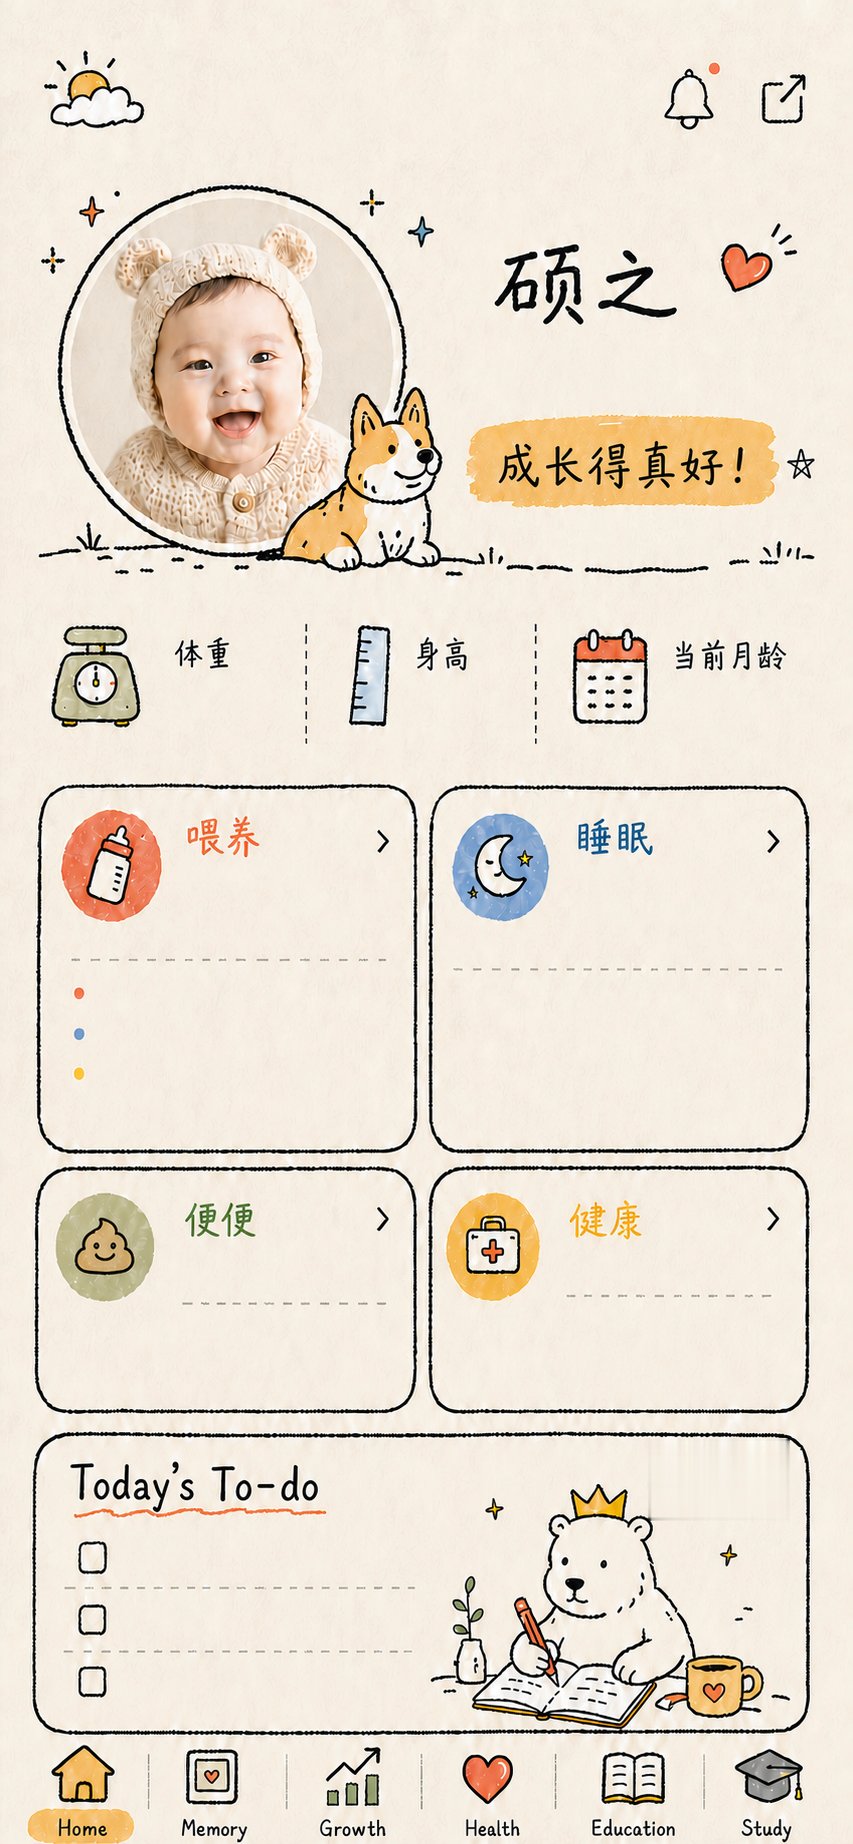 硕之
成长得真好!
体重
身高
当前月龄
喂养
睡眠
便便
健康
Today's To-do
Home
Memory
Growth
Health
Education
Study